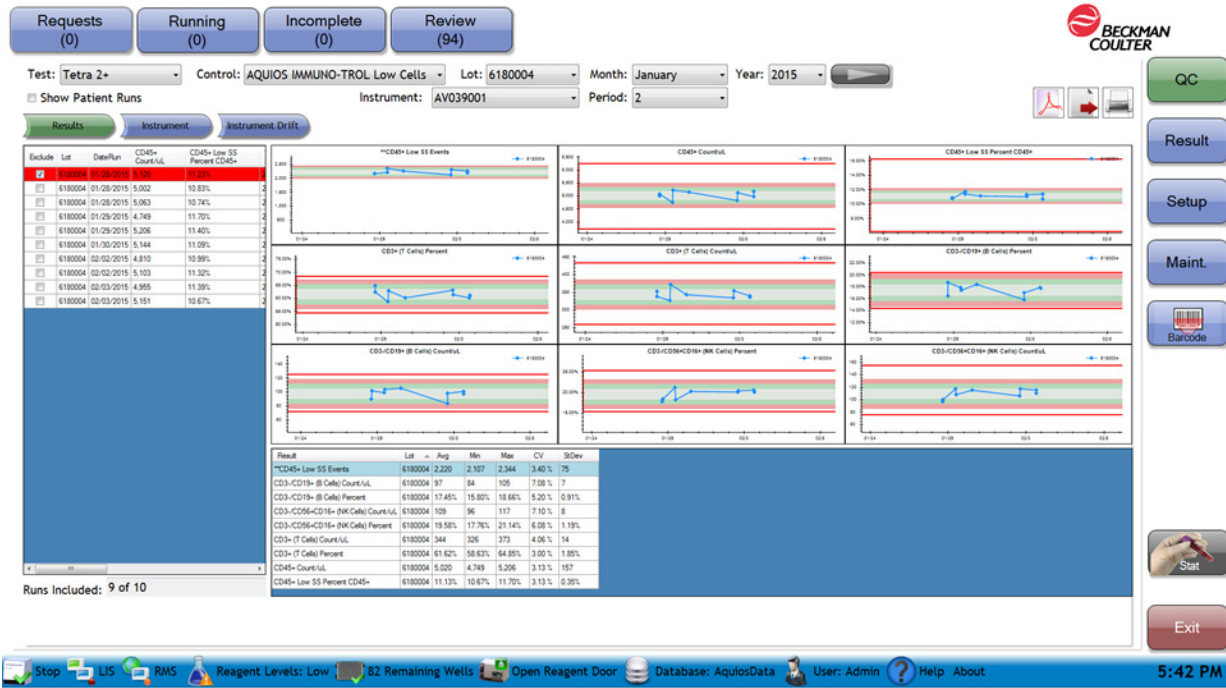 Requests (0)
Running (0)
Incomplete (0)
Review (94)
BECKMAN COULTER
Test: Tetra 2+ Control: AQUIOS IMMUNO-TROL Low Cells Lot: 6180004 Month: January Year: 2015
Show Patient Runs Instrument: AV039001 Period: 2
Results Instrument Instrument Drift
Exclude Lot Date/Run CD45+ Count/uL CD45+ Low SS Percent CD45+
6180004 01/28/2015 5,120 11.23%
6180004 01/28/2015 5,002 10.83%
6180004 01/28/2015 5,063 10.74%
6180004 01/29/2015 4,749 11.70%
6180004 01/29/2015 5,206 11.40%
6180004 01/30/2015 5,144 11.09%
6180004 02/02/2015 4,810 10.99%
6180004 02/02/2015 5,103 11.32%
6180004 02/03/2015 4,955 11.39%
6180004 02/03/2015 5,151 10.67%
Runs Included: 9 of 10
**CD45+ Low SS Events
CD45+ Count/uL
CD45+ Low SS Percent CD45+
CD3+ (T Cells) Percent
CD3+ (T Cells) Count/uL
CD3-/CD19+ (B Cells) Percent
CD3-/CD19+ (B Cells) Count/uL
CD3-/CD56+CD16+ (NK Cells) Percent
CD3-/CD56+CD16+ (NK Cells) Count/uL
Result Lot Avg Min Max CV StDev
**CD45+ Low SS Events 6180004 2,220 2,107 2,344 3.40 % 75
CD3-/CD19+ (B Cells) Count/uL 6180004 97 84 105 7.08 % 7
CD3-/CD19+ (B Cells) Percent 6180004 17.45% 15.80% 18.66% 5.20 % 0.91%
CD3-/CD56+CD16+ (NK Cells) Count/uL 6180004 109 96 117 7.10 % 8
CD3-/CD56+CD16+ (NK Cells) Percent 6180004 19.58% 17.76% 21.14% 6.08 % 1.19%
CD3+ (T Cells) Count/uL 6180004 344 326 373 4.06 % 14
CD3+ (T Cells) Percent 6180004 61.62% 58.63% 64.85% 3.00 % 1.85%
CD45+ Count/uL 6180004 5,020 4,749 5,206 3.13 % 157
CD45+ Low SS Percent CD45+ 6180004 11.13% 10.67% 11.70% 3.13 % 0.35%
QC
Result
Setup
Maint.
Barcode
Stat
Exit
Stop LIS RMS Reagent Levels: Low 82 Remaining Wells Open Reagent Door Database: AquiosData User: Admin Help About 5:42 PM